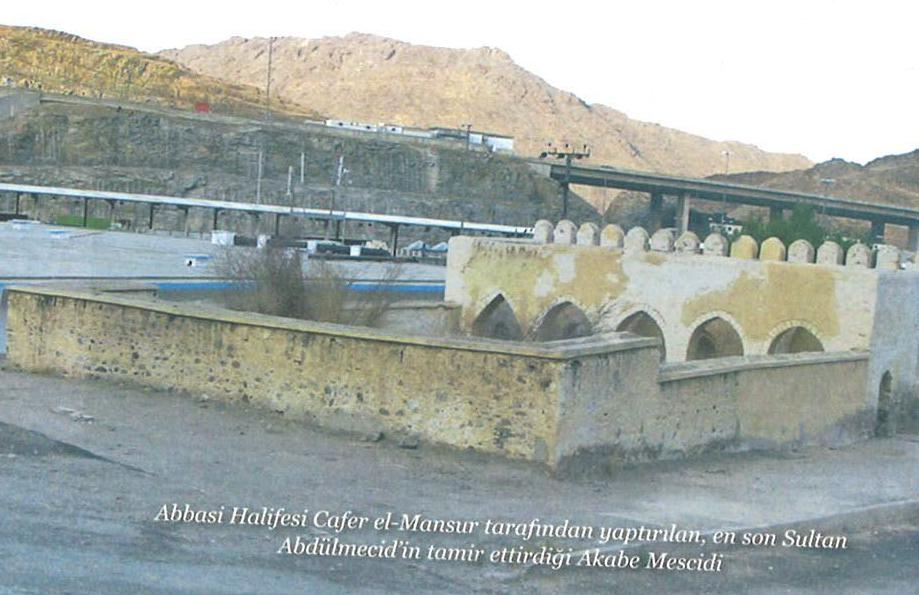 Abbasi Halifesi Cafer el-Mansur tarafından yaptırılan, en son Sultan
Abdülmecid'in tamir ettirdiği Akabe Mescidi